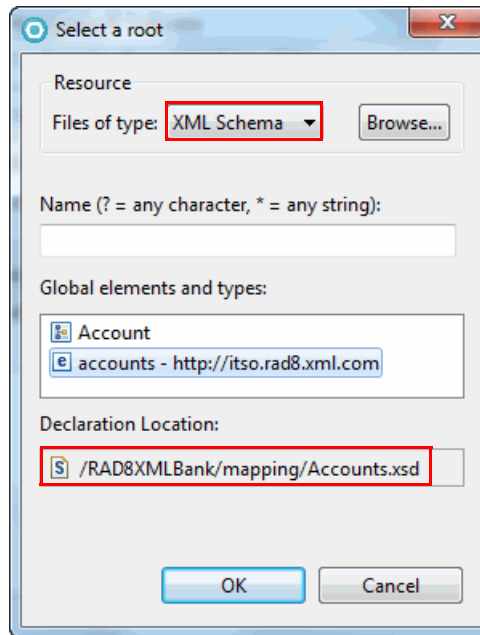 Select a root
Resource
Files of type: XML Schema Browse...
Name (? = any character, * = any string):
Global elements and types:
Account
accounts - http://itso.rad8.xml.com
Declaration Location:
/RAD8XMLBank/mapping/Accounts.xsd
OK Cancel